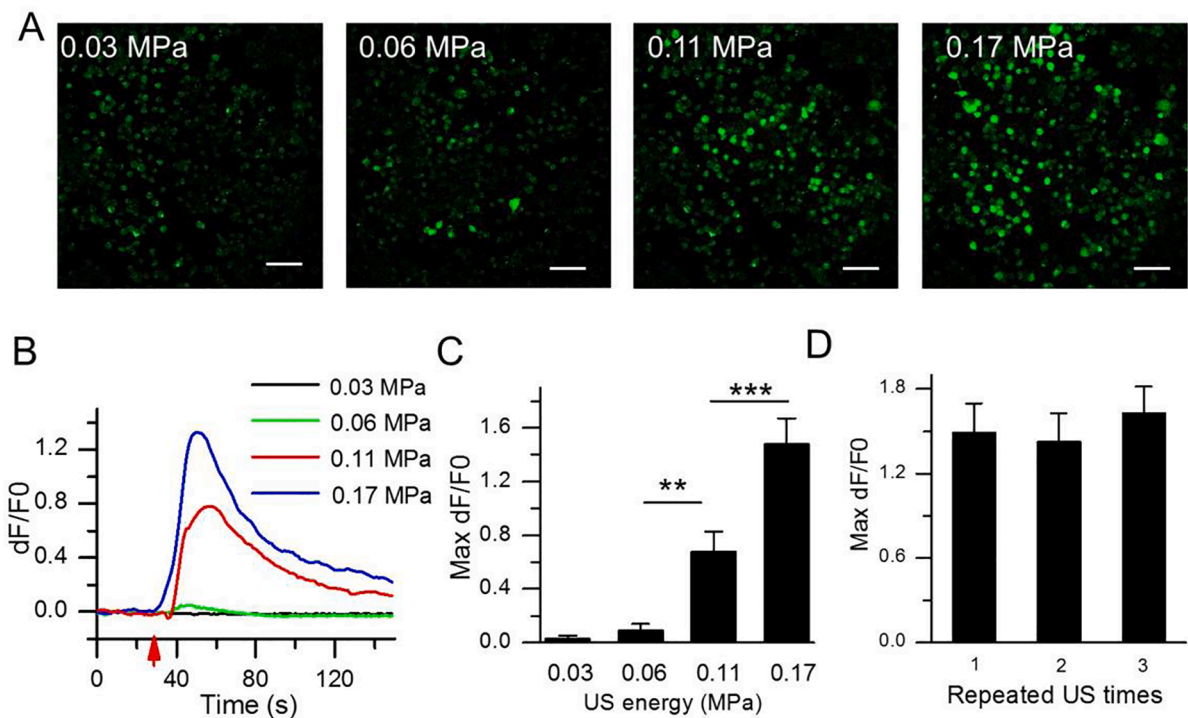 A
0.03 MPa
0.06 MPa
0.11 MPa
0.17 MPa
B
0.03 MPa
0.06 MPa
0.11 MPa
0.17 MPa
1.2
0.8
0.4
0.0
dF/F0
0
40
80
120
Time (s)
C
***
**
1.6
1.2
0.8
0.4
0.0
Max dF/F0
0.03
0.06
0.11
0.17
US energy (MPa)
D
1.8
1.2
0.6
0.0
Max dF/F0
1
2
3
Repeated US times